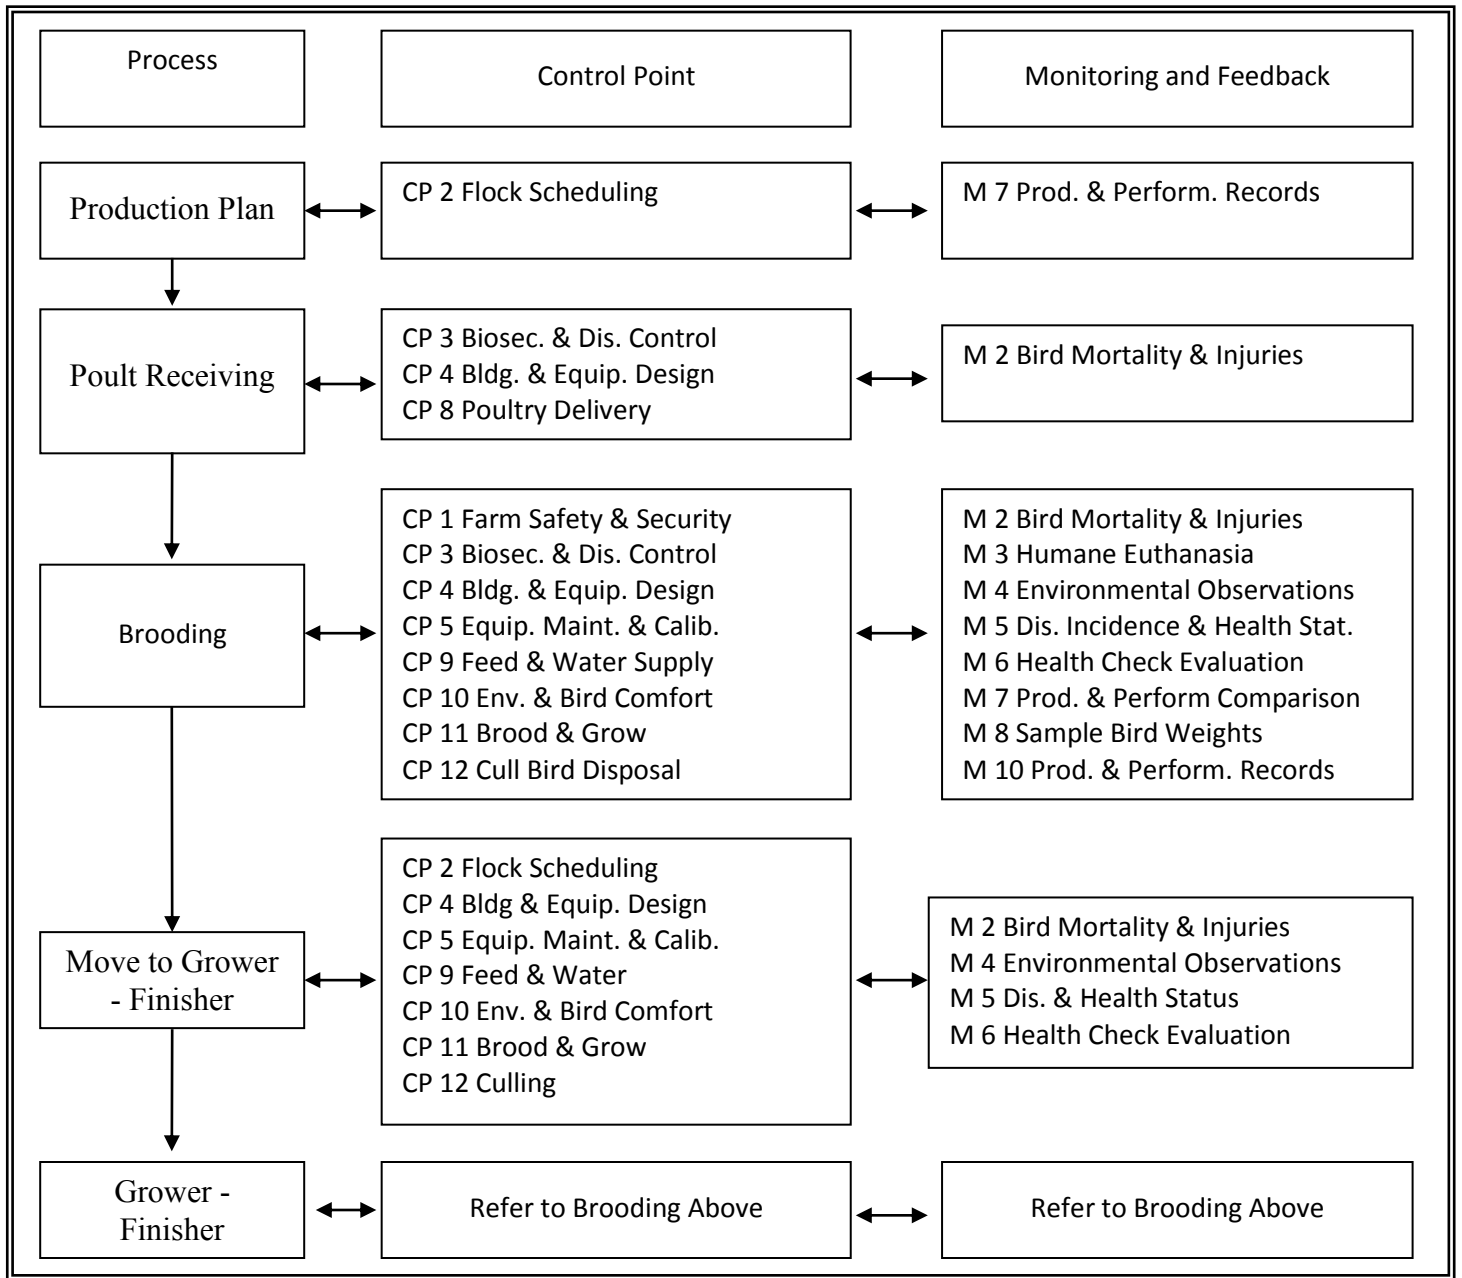 Process
Control Point
Monitoring and Feedback
Production Plan
CP 2 Flock Scheduling
M 7 Prod. & Perform. Records
Poult Receiving
CP 3 Biosec. & Dis. Control
CP 4 Bldg. & Equip. Design
CP 8 Poultry Delivery
M 2 Bird Mortality & Injuries
Brooding
CP 1 Farm Safety & Security
CP 3 Biosec. & Dis. Control
CP 4 Bldg. & Equip. Design
CP 5 Equip. Maint. & Calib.
CP 9 Feed & Water Supply
CP 10 Env. & Bird Comfort
CP 11 Brood & Grow
CP 12 Cull Bird Disposal
M 2 Bird Mortality & Injuries
M 3 Humane Euthanasia
M 4 Environmental Observations
M 5 Dis. Incidence & Health Stat.
M 6 Health Check Evaluation
M 7 Prod. & Perform Comparison
M 8 Sample Bird Weights
M 10 Prod. & Perform. Records
Move to Grower
- Finisher
CP 2 Flock Scheduling
CP 4 Bldg & Equip. Design
CP 5 Equip. Maint. & Calib.
CP 9 Feed & Water
CP 10 Env. & Bird Comfort
CP 11 Brood & Grow
CP 12 Culling
M 2 Bird Mortality & Injuries
M 4 Environmental Observations
M 5 Dis. & Health Status
M 6 Health Check Evaluation
Grower -
Finisher
Refer to Brooding Above
Refer to Brooding Above